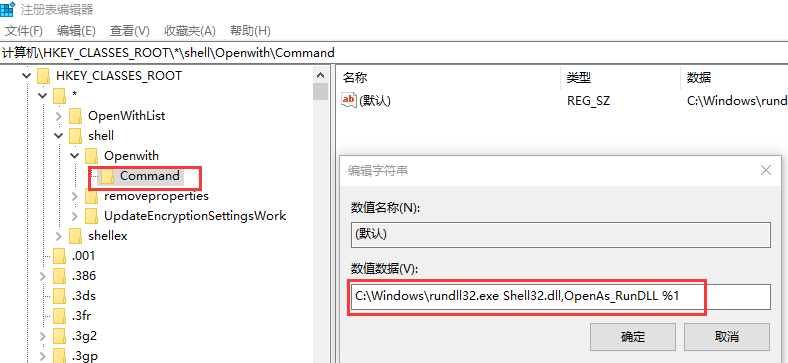 注册表编辑器
文件(F) 编辑(E) 查看(V) 收藏夹(A) 帮助(H)
计算机\HKEY_CLASSES_ROOT\*\shell\Openwith\Command
HKEY_CLASSES_ROOT
*
OpenWithList
shell
Openwith
Command
removeproperties
UpdateEncryptionSettingsWork
shellex
.001
.386
.3ds
.3fr
.3g2
.3gp
名称 类型 数据
ab (默认) REG_SZ C:\Windows\rund
编辑字符串
数值名称(N):
(默认)
数值数据(V):
C:\Windows\rundll32.exe Shell32.dll,OpenAs_RunDLL %1
确定 取消